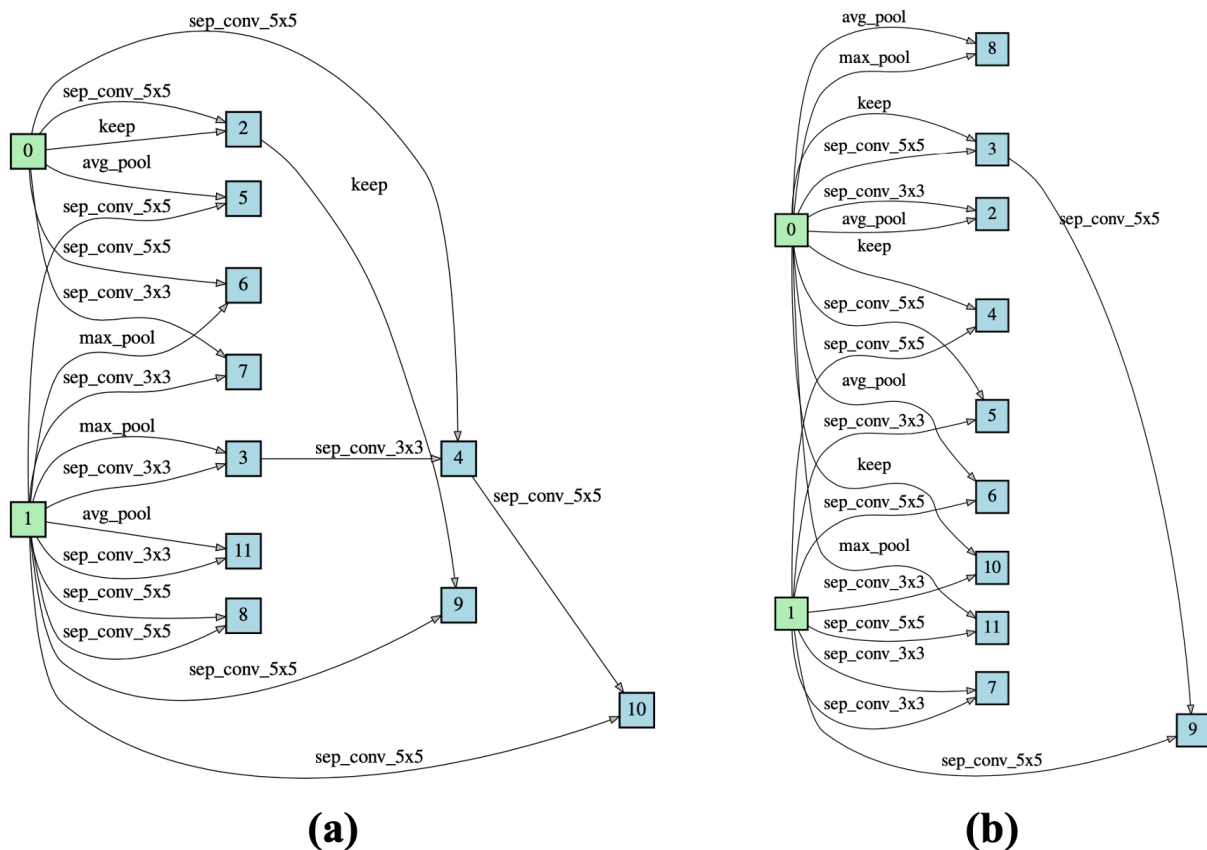 sep_conv_5x5
sep_conv_5x5
keep
2
0
avg_pool
keep
5
sep_conv_5x5
sep_conv_5x5
6
sep_conv_3x3
max_pool
7
sep_conv_3x3
max_pool
3
sep_conv_3x3
4
sep_conv_3x3
sep_conv_5x5
1
avg_pool
11
sep_conv_3x3
sep_conv_5x5
8
9
sep_conv_5x5
sep_conv_5x5
10
sep_conv_5x5
(a)
avg_pool
8
max_pool
keep
3
sep_conv_5x5
sep_conv_3x3
2
0
avg_pool
sep_conv_5x5
keep
sep_conv_5x5
4
sep_conv_5x5
avg_pool
5
sep_conv_3x3
keep
6
sep_conv_5x5
max_pool
10
sep_conv_3x3
1
sep_conv_5x5
11
sep_conv_3x3
7
sep_conv_3x3
9
sep_conv_5x5
(b)